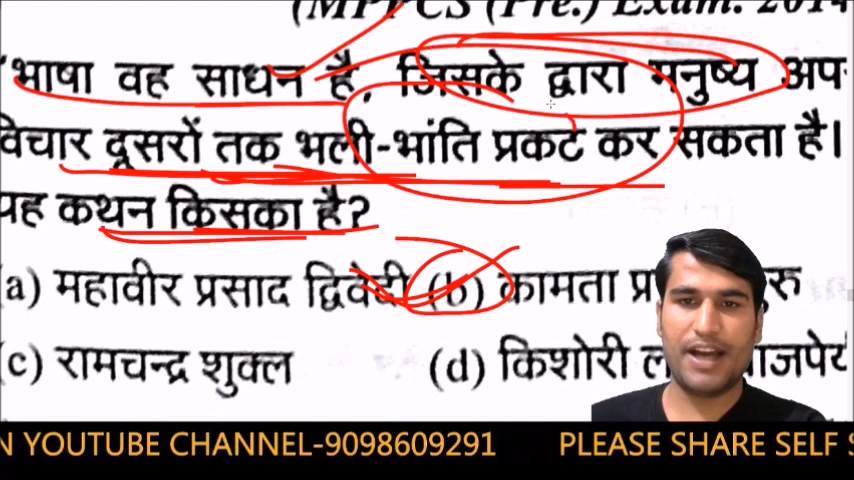 (MPPCS (Pre.) Exam. 2014
'भाषा वह साधन है, जिसके द्वारा मनुष्य
विचार दूसरों तक भली-भांति प्रकट कर सकता है।
यह कथन किसका है?
(a) महावीर प्रसाद द्विवेदी (b) कामता
(c) रामचन्द्र शुक्ल (d) किशोरी
N YOUTUBE CHANNEL-9098609291 PLEASE SHARE SELF